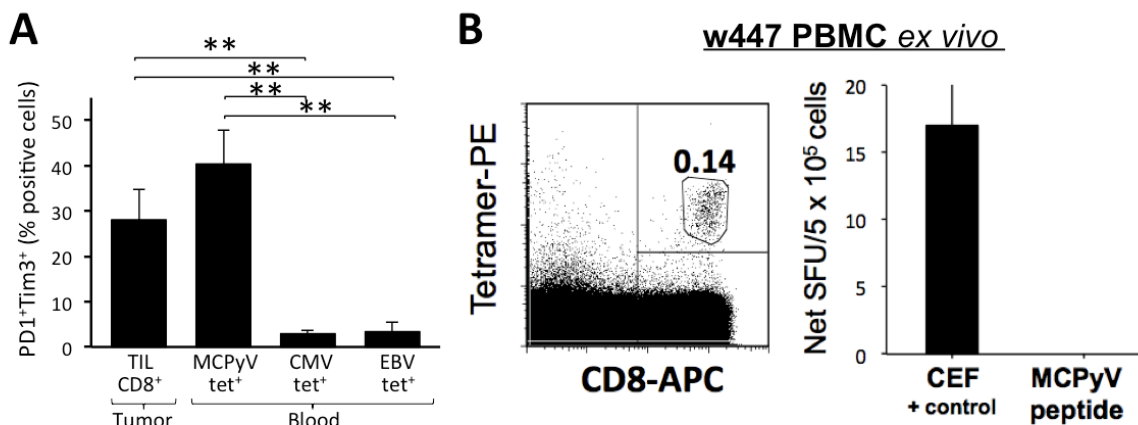 A
** 
**
**
**
PD1⁺Tim3⁺ (% positive cells)
50
40
30
20
10
0
TIL
CD8⁺
MCPyV
tet⁺
CMV
tet⁺
EBV
tet⁺
Tumor
Blood
B
w447 PBMC ex vivo
Tetramer-PE
0.14
CD8-APC
Net SFU/5 x 10⁵ cells
20
15
10
5
0
CEF
+ control
MCPyV
peptide